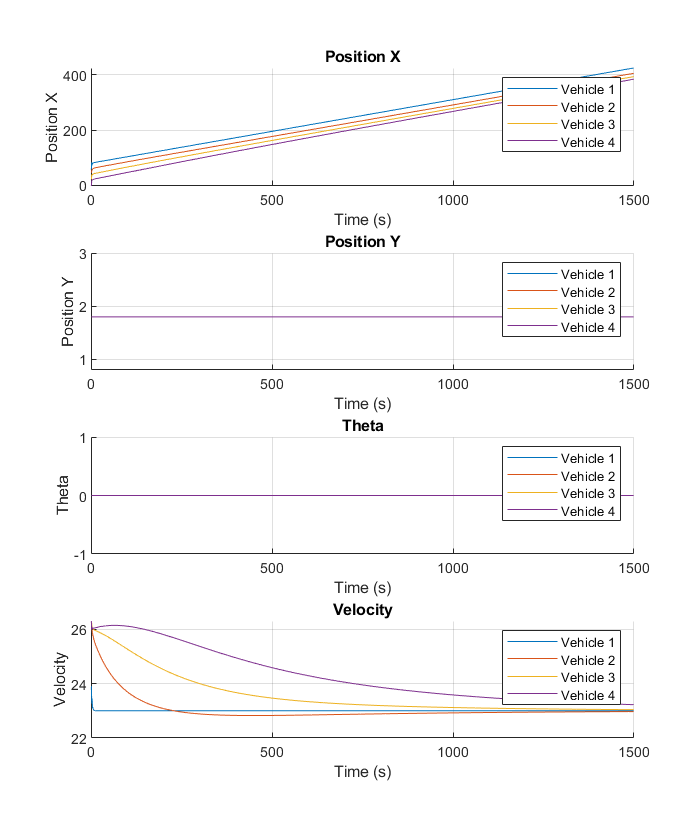 Position X
Position X
400
200
0
0
500
1000
1500
Time (s)
Vehicle 1
Vehicle 2
Vehicle 3
Vehicle 4
Position Y
Position Y
3
2
1
0
500
1000
1500
Time (s)
Vehicle 1
Vehicle 2
Vehicle 3
Vehicle 4
Theta
Theta
1
0
-1
0
500
1000
1500
Time (s)
Vehicle 1
Vehicle 2
Vehicle 3
Vehicle 4
Velocity
Velocity
26
24
22
0
500
1000
1500
Time (s)
Vehicle 1
Vehicle 2
Vehicle 3
Vehicle 4